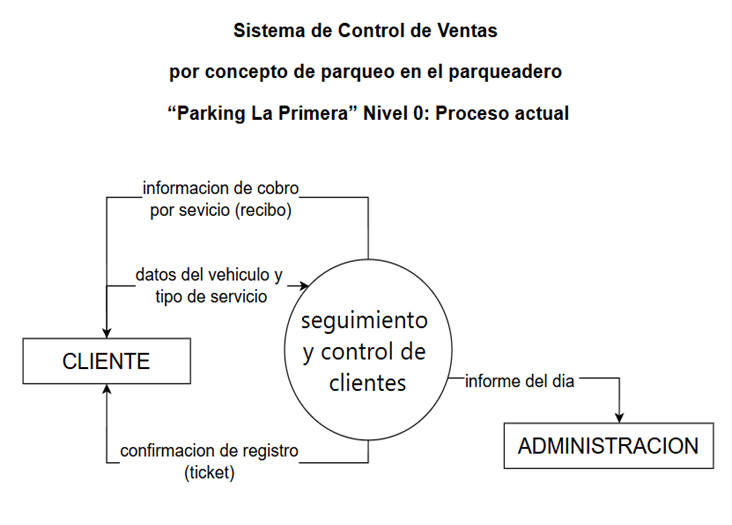 Sistema de Control de Ventas
por concepto de parqueo en el parqueadero
“Parking La Primera” Nivel 0: Proceso actual
informacion de cobro
por sevicio (recibo)
datos del vehiculo y
tipo de servicio
seguimiento
y control de
clientes
CLIENTE
informe del dia
ADMINISTRACION
confirmacion de registro
(ticket)